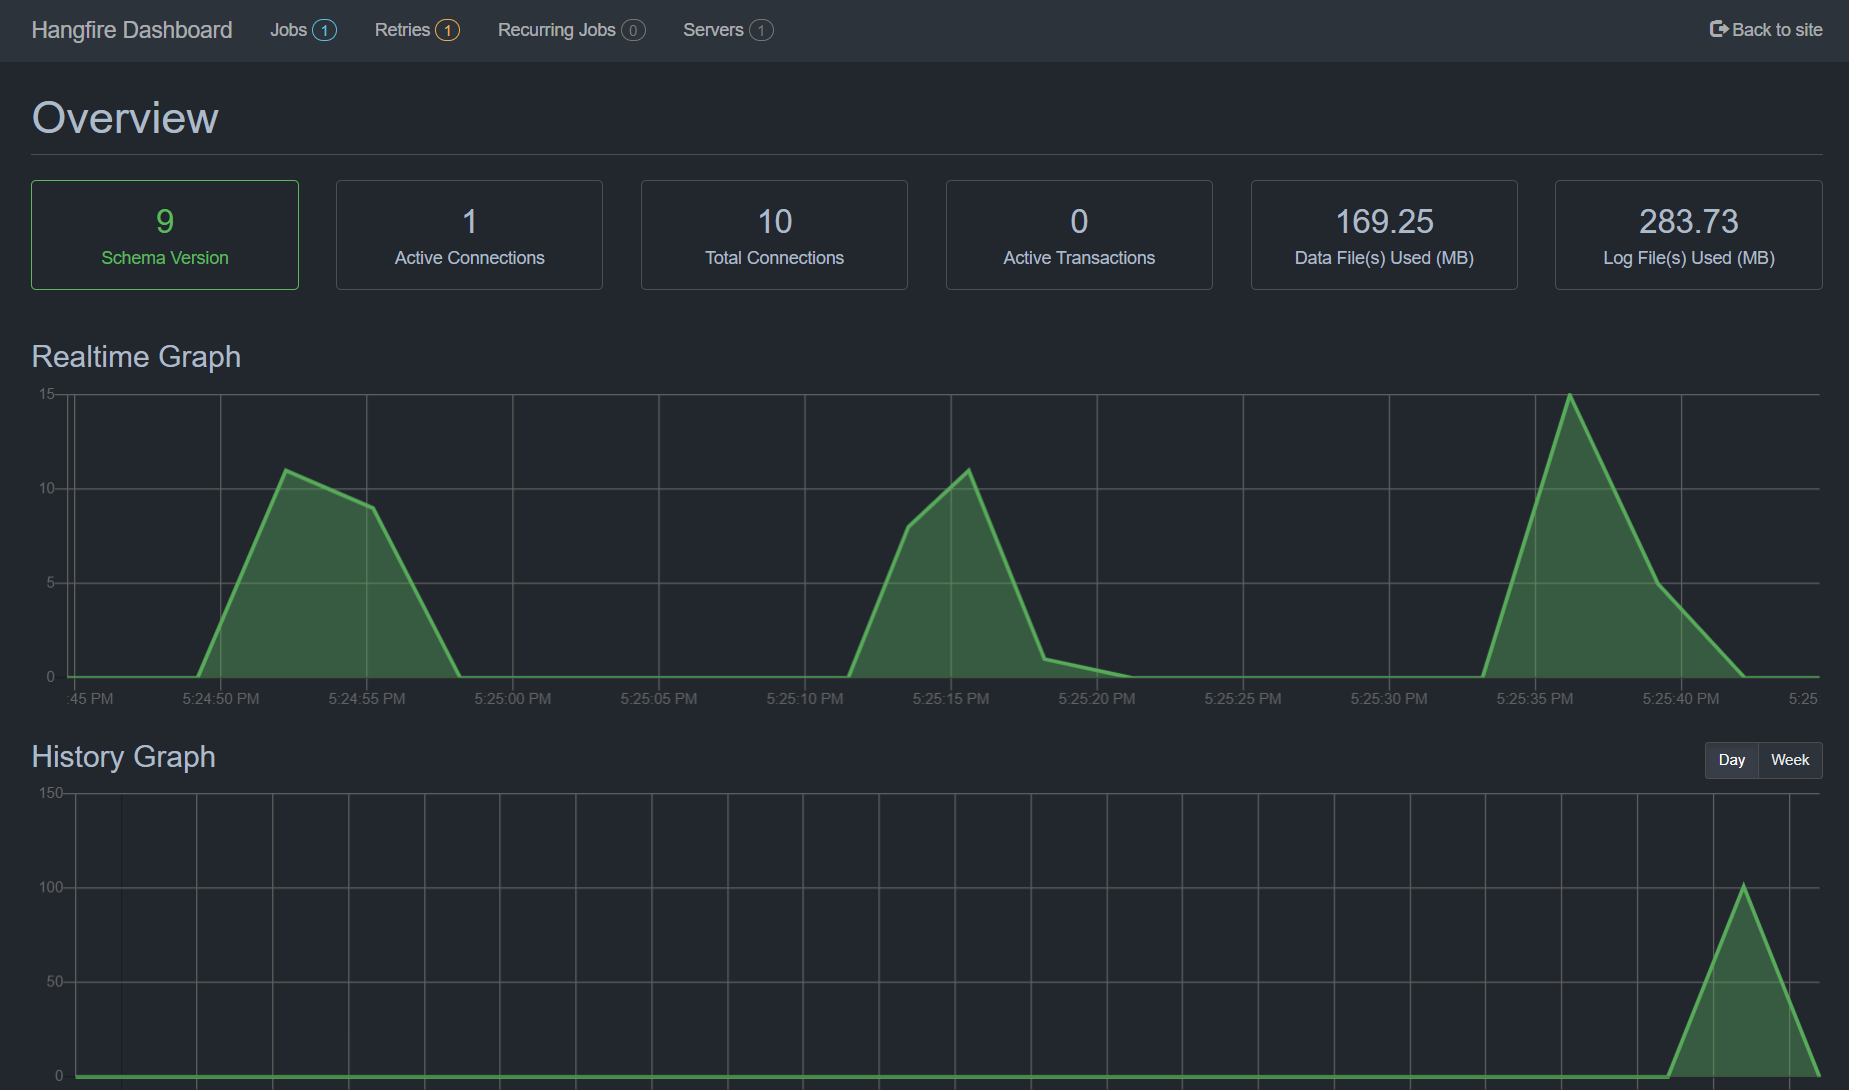 Hangfire Dashboard Jobs 1 Retries 1 Recurring Jobs 0 Servers 1 Back to site
Overview
9 1 10 0 169.25 283.73
Schema Version Active Connections Total Connections Active Transactions Data File(s) Used (MB) Log File(s) Used (MB)
Realtime Graph
15
10
5
0
:45 PM 5:24:50 PM 5:24:55 PM 5:25:00 PM 5:25:05 PM 5:25:10 PM 5:25:15 PM 5:25:20 PM 5:25:25 PM 5:25:30 PM 5:25:35 PM 5:25:40 PM 5:25
History Graph Day Week
150
100
50
0